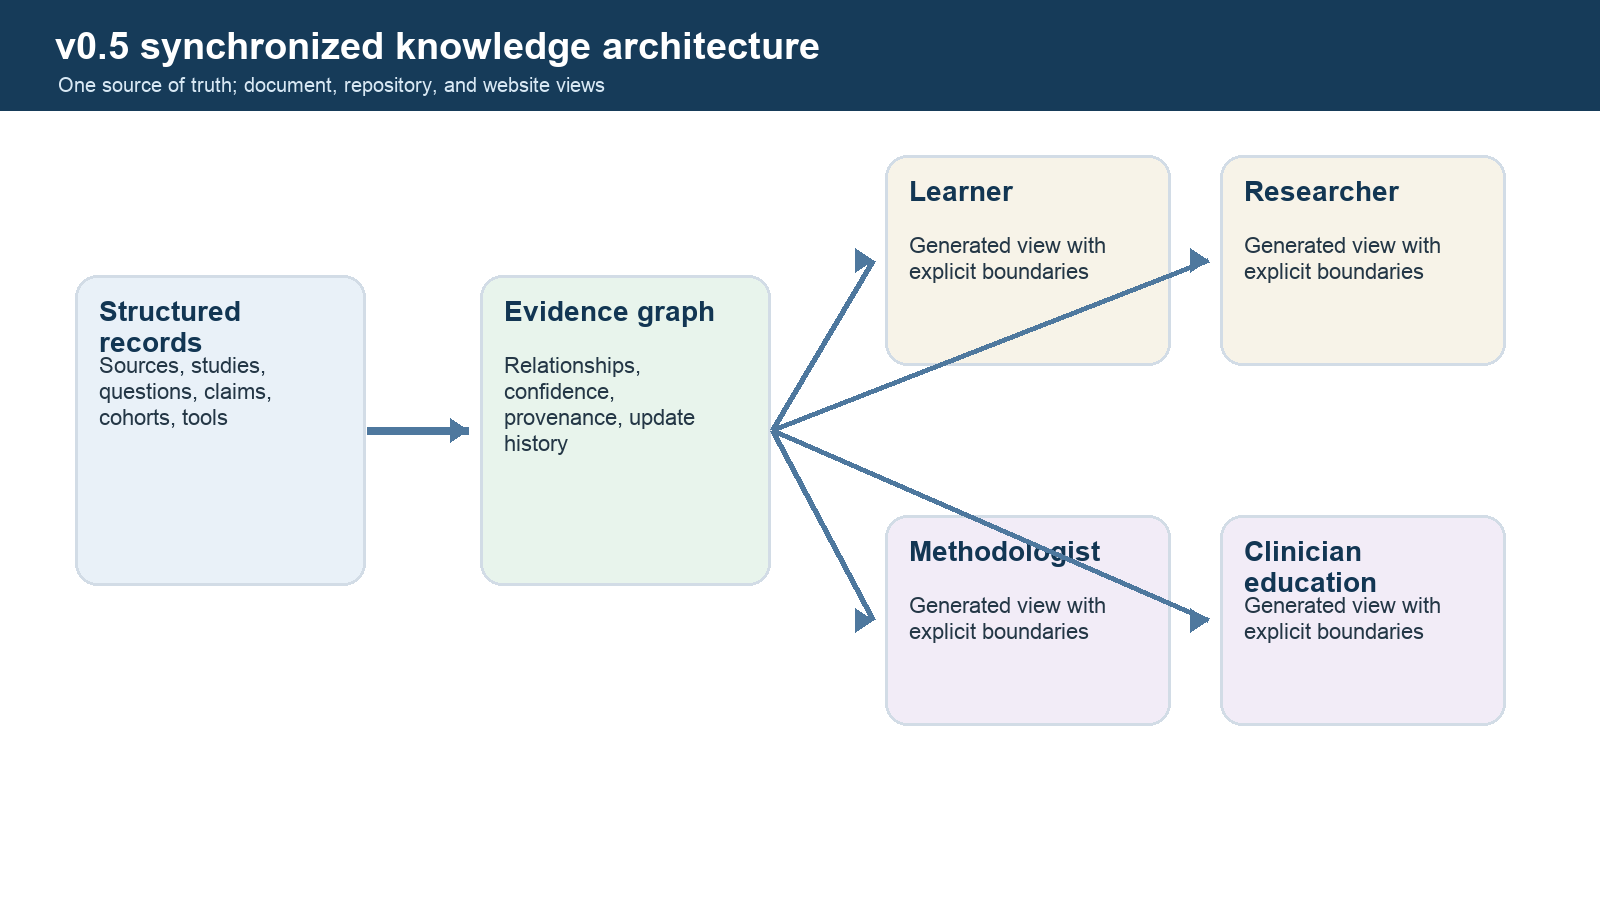 v0.5 synchronized knowledge architecture
One source of truth; document, repository, and website views
Structured
records
Sources, studies,
questions, claims,
cohorts, tools
Evidence graph
Relationships,
confidence,
provenance, update
history
Learner
Generated view with
explicit boundaries
Researcher
Generated view with
explicit boundaries
Methodologist
Generated view with
explicit boundaries
Clinician
education
Generated view with
explicit boundaries